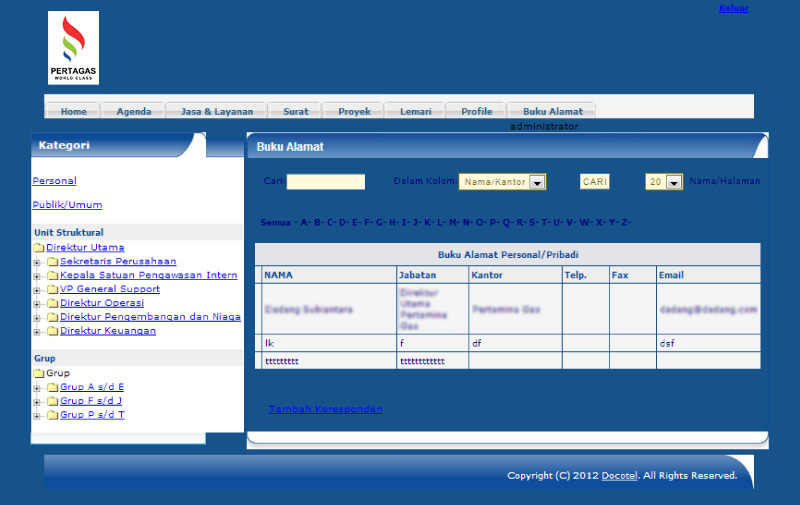 Keluar
PERTAGAS
WORLD CLASS
Home Agenda Jasa & Layanan Surat Proyek Lemari Profile Buku Alamat
administrator
Kategori
Personal
Publik/Umum
Unit Struktural
Direktur Utama
Sekretaris Perusahaan
Kepala Satuan Pengawasan Intern
VP General Support
Direktur Operasi
Direktur Pengembangan dan Niaga
Direktur Keuangan
Grup
Grup
Grup A s/d E
Grup F s/d J
Grup P s/d T
Buku Alamat
Cari: Dalam Kolom: Nama/Kantor CARI 20 Nama/Halaman
Semua - A- B- C- D- E- F- G- H- I- J- K- L- M- N- O- P- Q- R- S- T- U- V- W- X- Y- Z-
Buku Alamat Personal/Pribadi
NAMA Jabatan Kantor Telp. Fax Email
Dadang Subiantara Direktur Pertamina Gas dadang@dadang.com
Utama
Pertamina
Gas
lk f df dsf
ttttttttt tttttttttttt
Tambah Koresponden
Copyright (C) 2012 Docotel. All Rights Reserved.